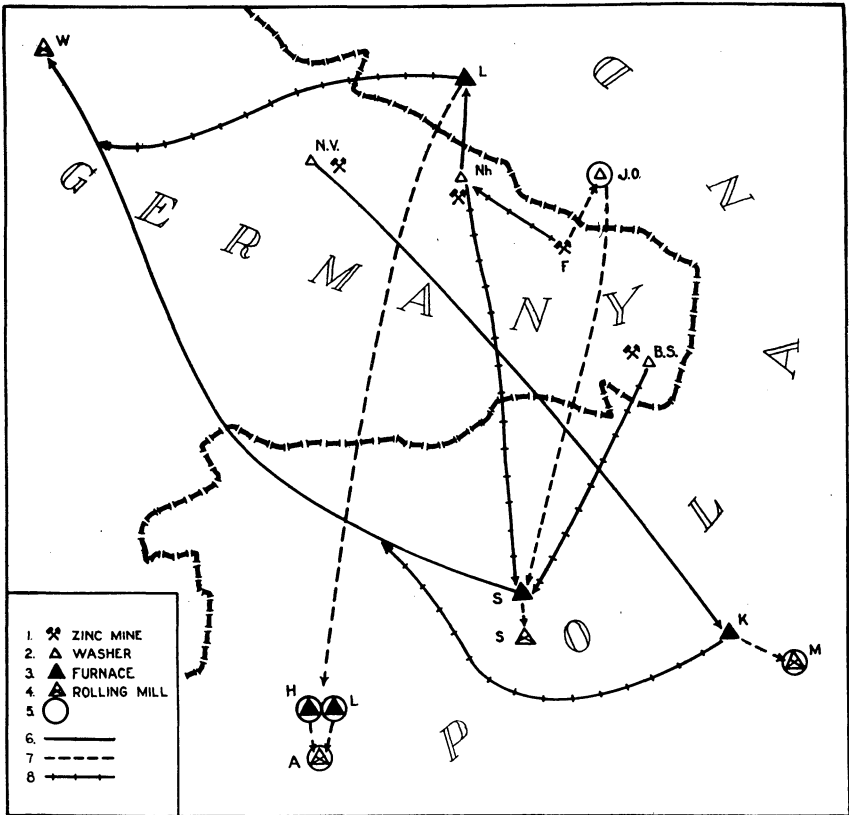 W
L
N.V.
Nh
J.O.
F
B.S.
GERMANY
POLAND
S
S
K
M
H
L
A
1. ZINC MINE
2. WASHER
3. FURNACE
4. ROLLING MILL
5.
6.
7
8